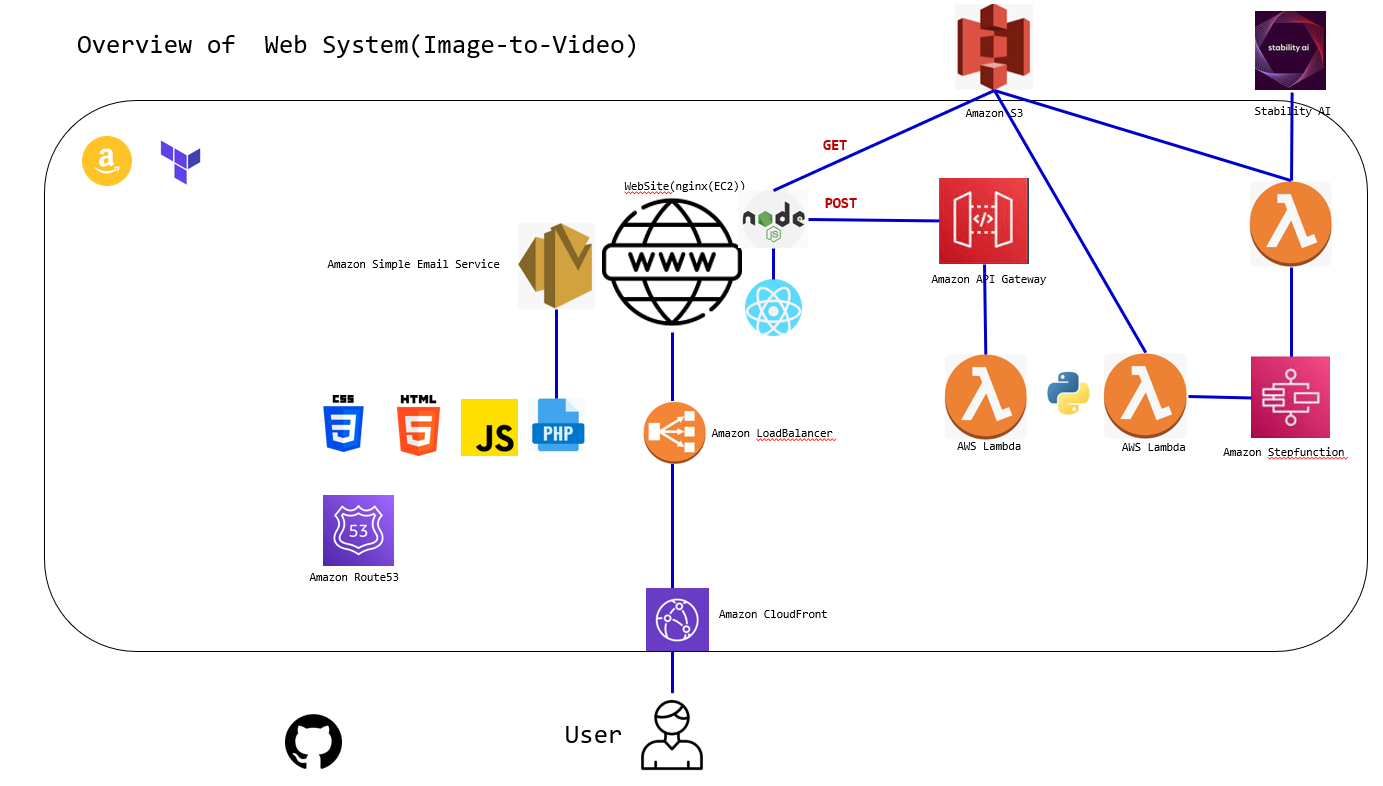 Overview of  Web System(Image-to-Video)
stability ai
Amazon S3
Stability AI
GET
WebSite(nginx(EC2))
POST
node
JS
WWW
Amazon Simple Email Service
Amazon API Gateway
CSS
3
HTML
5
JS
PHP
Amazon LoadBalancer
AWS Lambda
AWS Lambda
Amazon Stepfunction
53
Amazon Route53
Amazon CloudFront
User